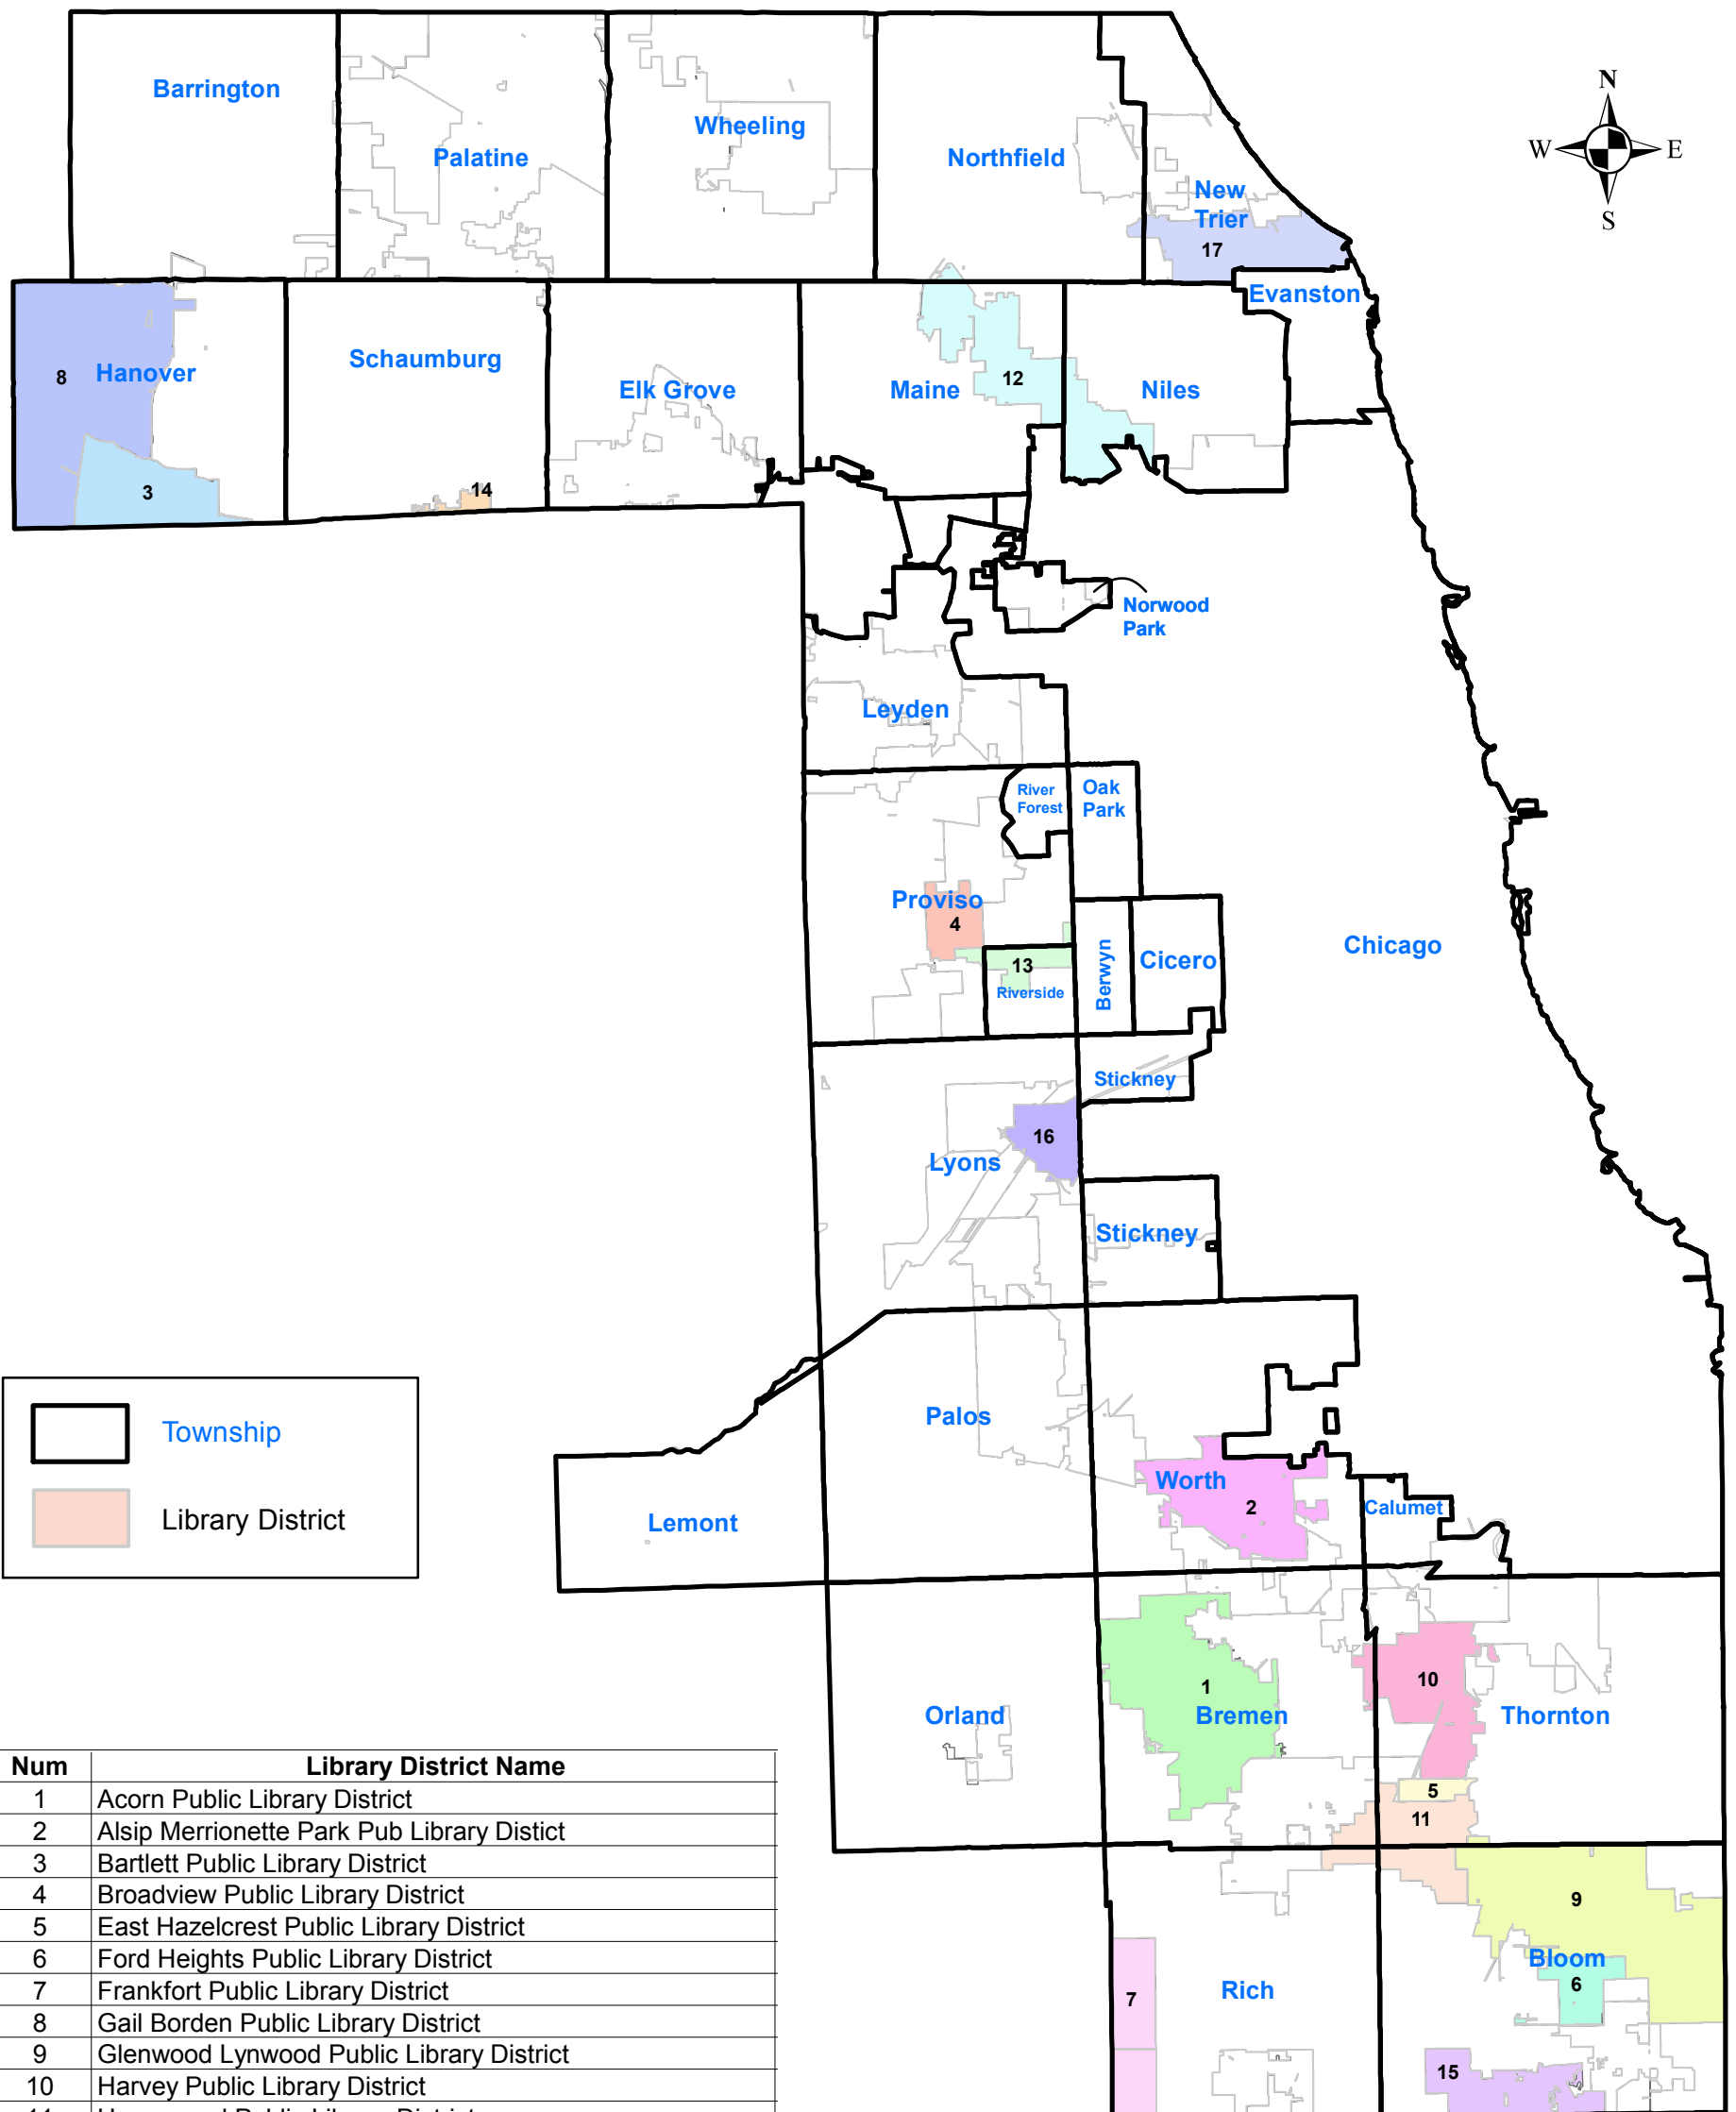 N
W E
S
Barrington
Palatine
Wheeling
Northfield
New
Trier
17
Evanston
8
Hanover
3
Schaumburg
14
Elk Grove
Maine
12
Niles
Norwood
Park
Leyden
River
Forest
Oak
Park
Proviso
4
13
Riverside
Berwyn
Cicero
Chicago
Stickney
16
Lyons
Stickney
Palos
Worth
2
Calumet
Lemont
Township
Library District
1
Bremen
10
Thornton
Orland
5
11
9
Bloom
6
7
Rich
15
Num Library District Name
1 Acorn Public Library District
2 Alsip Merrionette Park Pub Library Distict
3 Bartlett Public Library District
4 Broadview Public Library District
5 East Hazelcrest Public Library District
6 Ford Heights Public Library District
7 Frankfort Public Library District
8 Gail Borden Public Library District
9 Glenwood Lynwood Public Library District
10 Harvey Public Library District